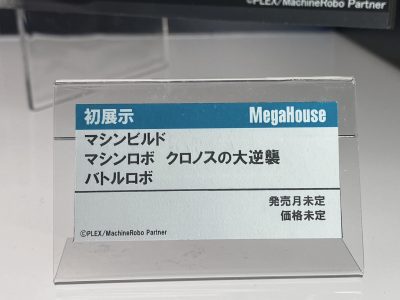 ©PLEX/MachineRobo Partner
初展示 MegaHouse
マシンビルド
マシンロボ クロノスの大逆襲
バトルロボ
発売月未定
価格未定
©PLEX/MachineRobo Partner